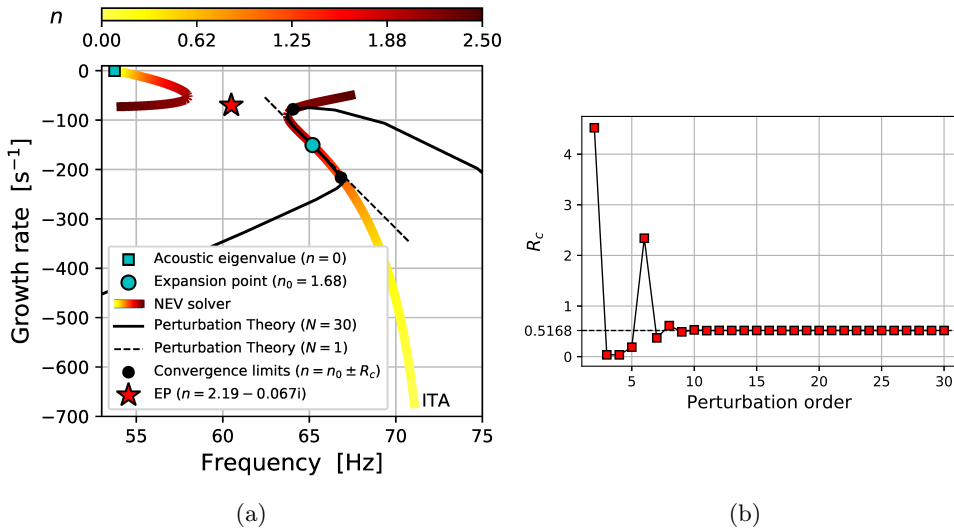 n
0.00 0.62 1.25 1.88 2.50
0
−100
−200
−300
−400
−500
−600
−700
Growth rate [s⁻¹]
Acoustic eigenvalue (n = 0)
Expansion point (n₀ = 1.68)
NEV solver
Perturbation Theory (N = 30)
Perturbation Theory (N = 1)
Convergence limits (n = n₀ ± R_c)
EP (n = 2.19 − 0.067i)
ITA
55 60 65 70 75
Frequency [Hz]
(a)
4
3
2
1
0.5168
0
R_c
5 10 15 20 25 30
Perturbation order
(b)